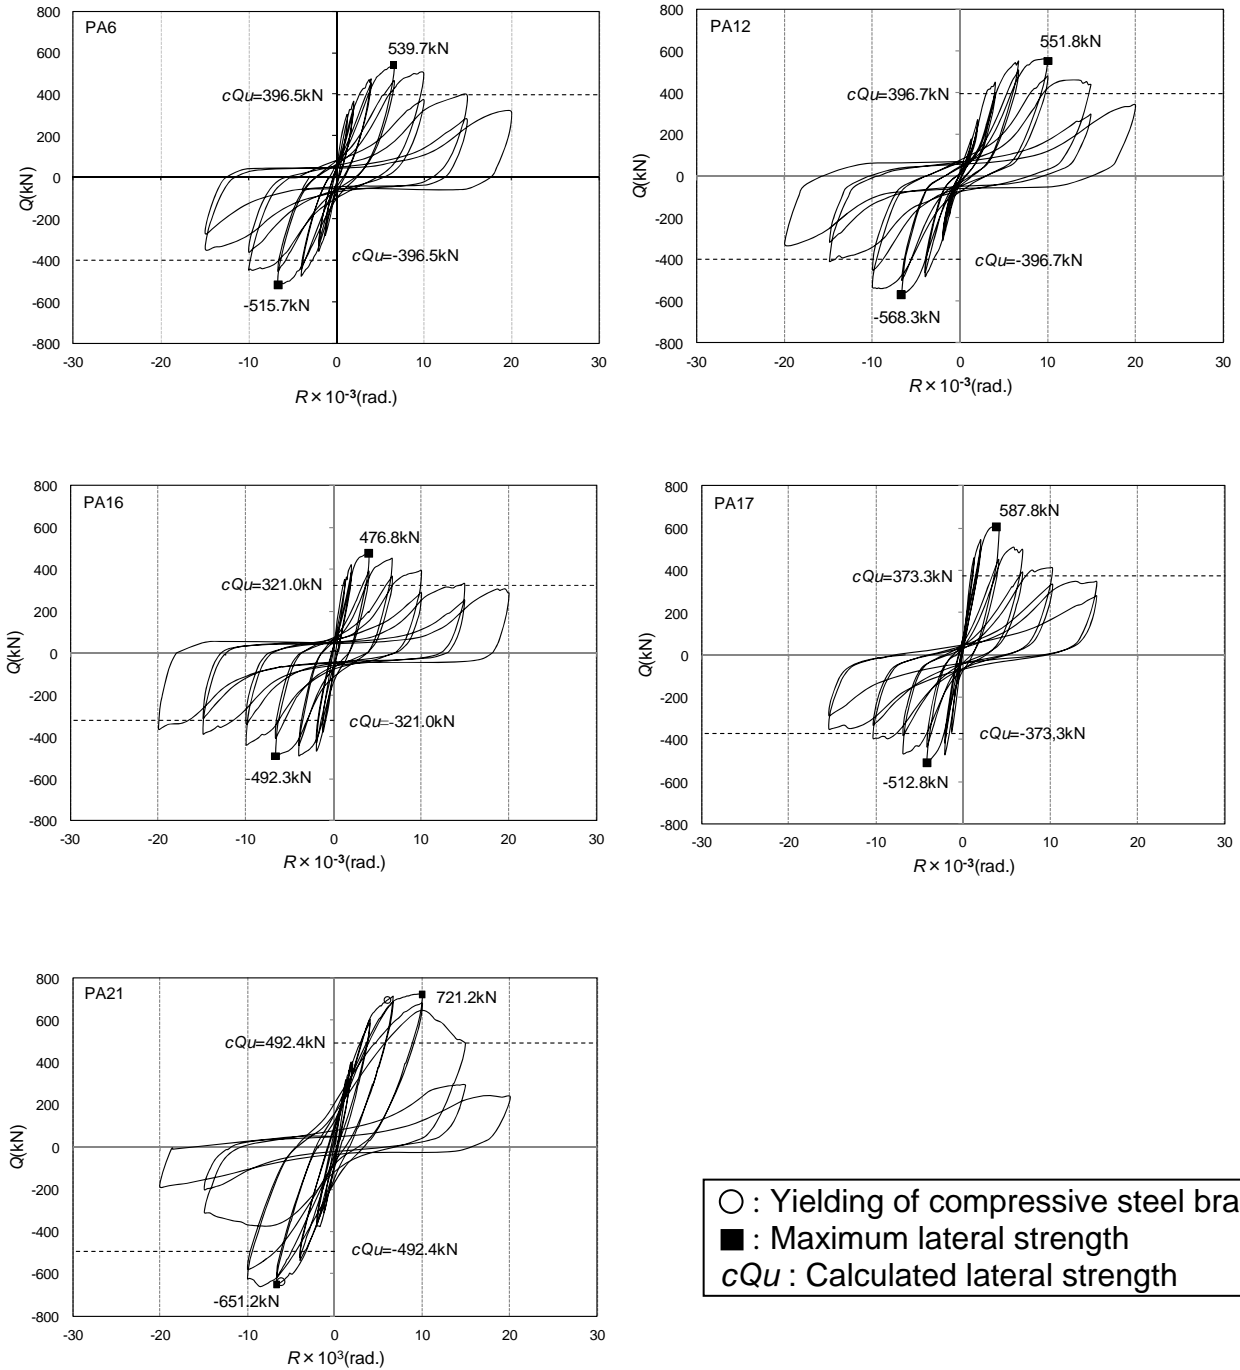 PA6
539.7kN
cQu=396.5kN
cQu=-396.5kN
-515.7kN
800
600
400
200
0
-200
-400
-600
-800
Q(kN)
-30 -20 -10 0 10 20 30
R×10⁻³(rad.)
PA12
551.8kN
cQu=396.7kN
cQu=-396.7kN
-568.3kN
800
600
400
200
0
-200
-400
-600
-800
Q(kN)
-30 -20 -10 0 10 20 30
R×10⁻³(rad.)
PA16
476.8kN
cQu=321.0kN
cQu=-321.0kN
-492.3kN
800
600
400
200
0
-200
-400
-600
-800
Q(kN)
-30 -20 -10 0 10 20 30
R×10⁻³(rad.)
PA17
587.8kN
cQu=373.3kN
cQu=-373,3kN
-512.8kN
800
600
400
200
0
-200
-400
-600
-800
Q(kN)
-30 -20 -10 0 10 20 30
R×10⁻³(rad.)
PA21
721.2kN
cQu=492.4kN
cQu=-492.4kN
-651.2kN
800
600
400
200
0
-200
-400
-600
-800
Q(kN)
-30 -20 -10 0 10 20 30
R×10³(rad.)
○ : Yielding of compressive steel bra
■ : Maximum lateral strength
cQu : Calculated lateral strength